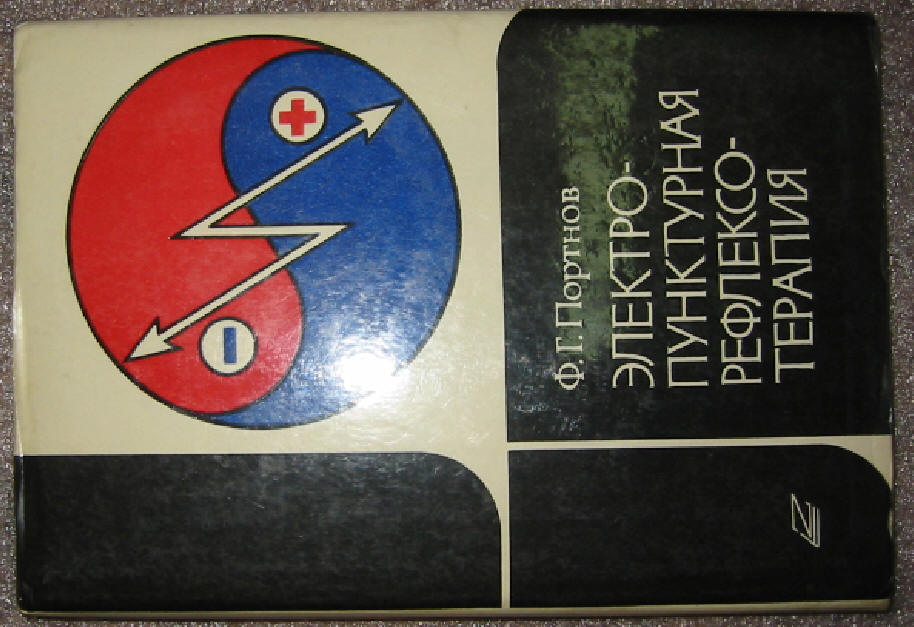 Ф. Г. Портнов
ЭЛЕКТРО-
ПУНКТУРНАЯ
РЕФЛЕКСО-
ТЕРАПИЯ